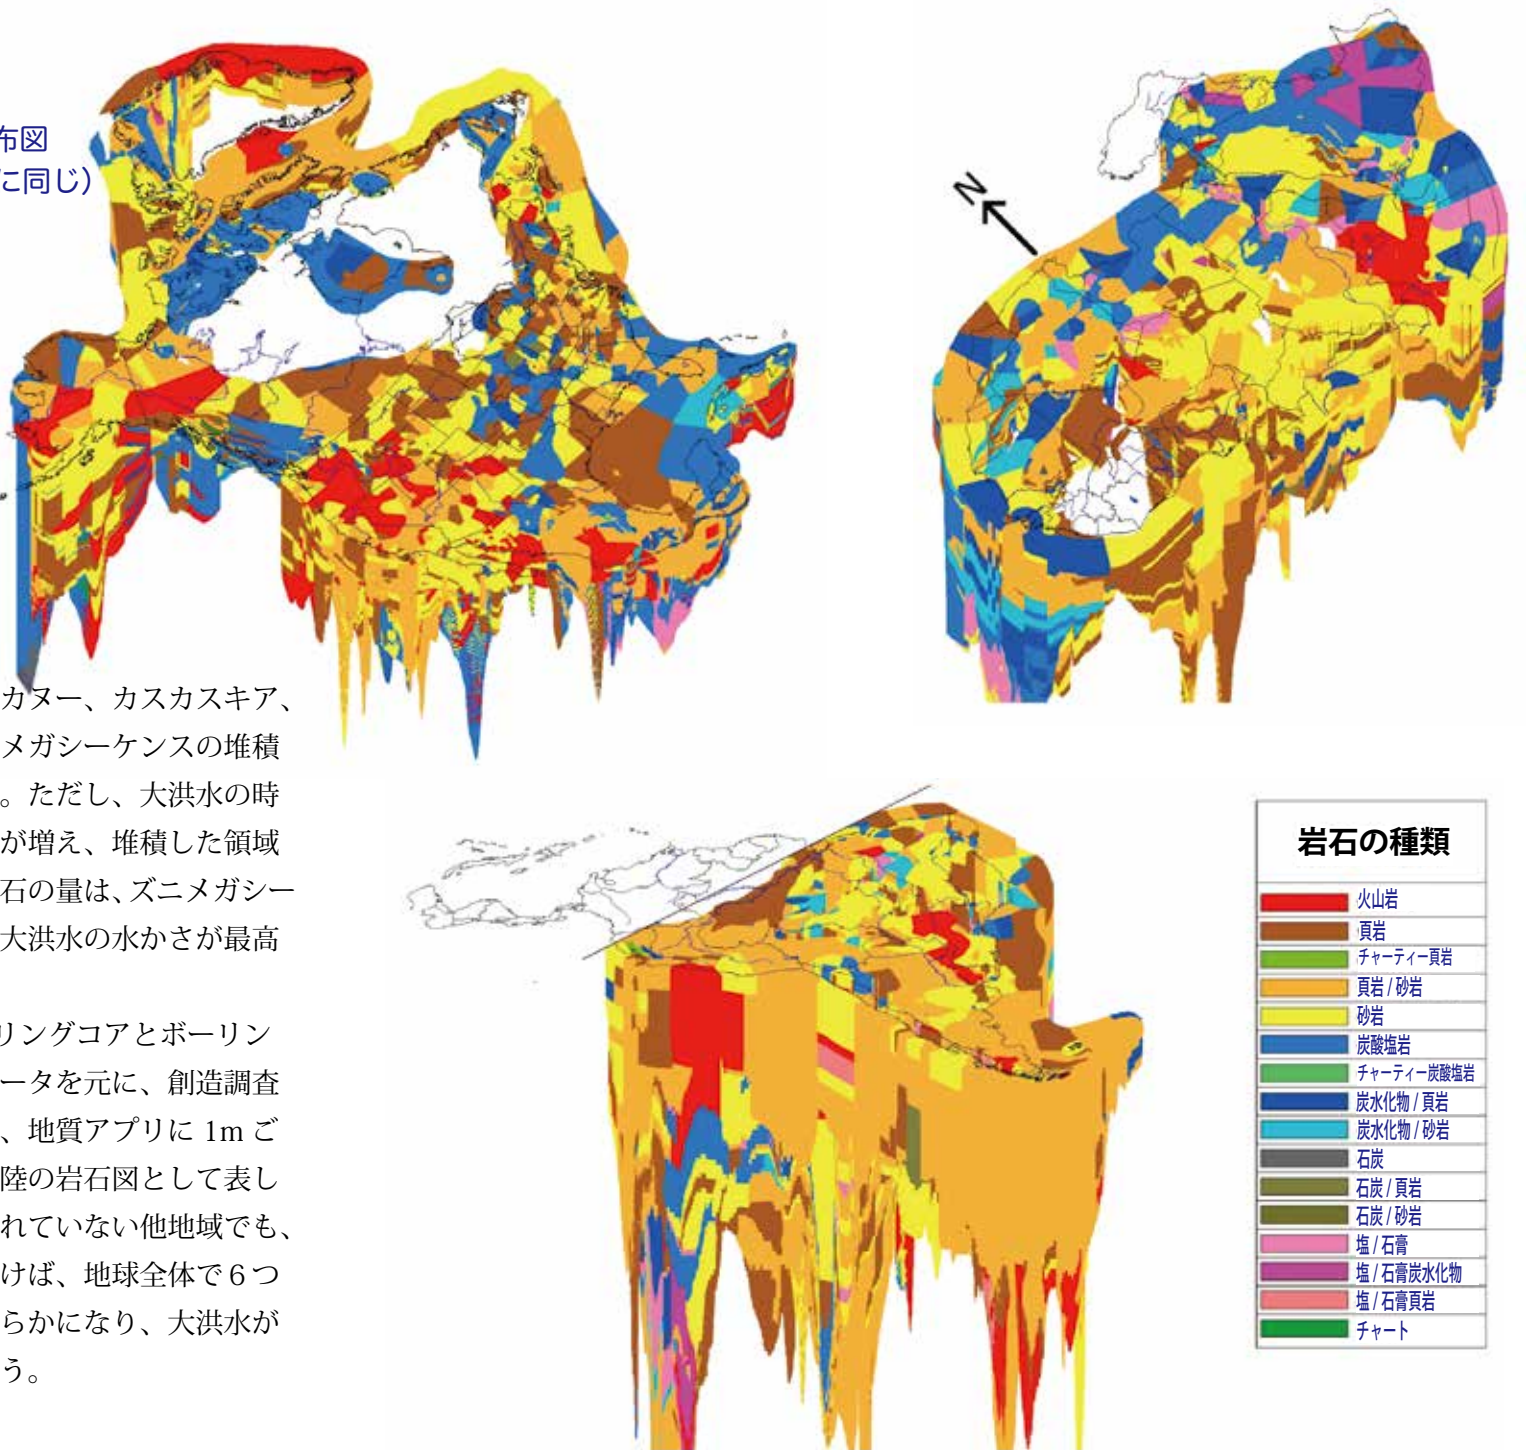 布図
に同じ）
N
カヌー、カスカスキア、
メガシーケンスの堆積
。ただし、大洪水の時
が増え、堆積した領域
石の量は、ズニメガシー
大洪水の水かさが最高
リングコアとボーリン
ータを元に、創造調査
、地質アプリに 1m ご
陸の岩石図として表し
れていない他地域でも、
けば、地球全体で６つ
らかになり、大洪水が
う。
岩石の種類
火山岩
頁岩
チャーティー頁岩
頁岩 / 砂岩
砂岩
炭酸塩岩
チャーティー炭酸塩岩
炭水化物 / 頁岩
炭水化物 / 砂岩
石炭
石炭 / 頁岩
石炭 / 砂岩
塩 / 石膏
塩 / 石膏炭水化物
塩 / 石膏頁岩
チャート